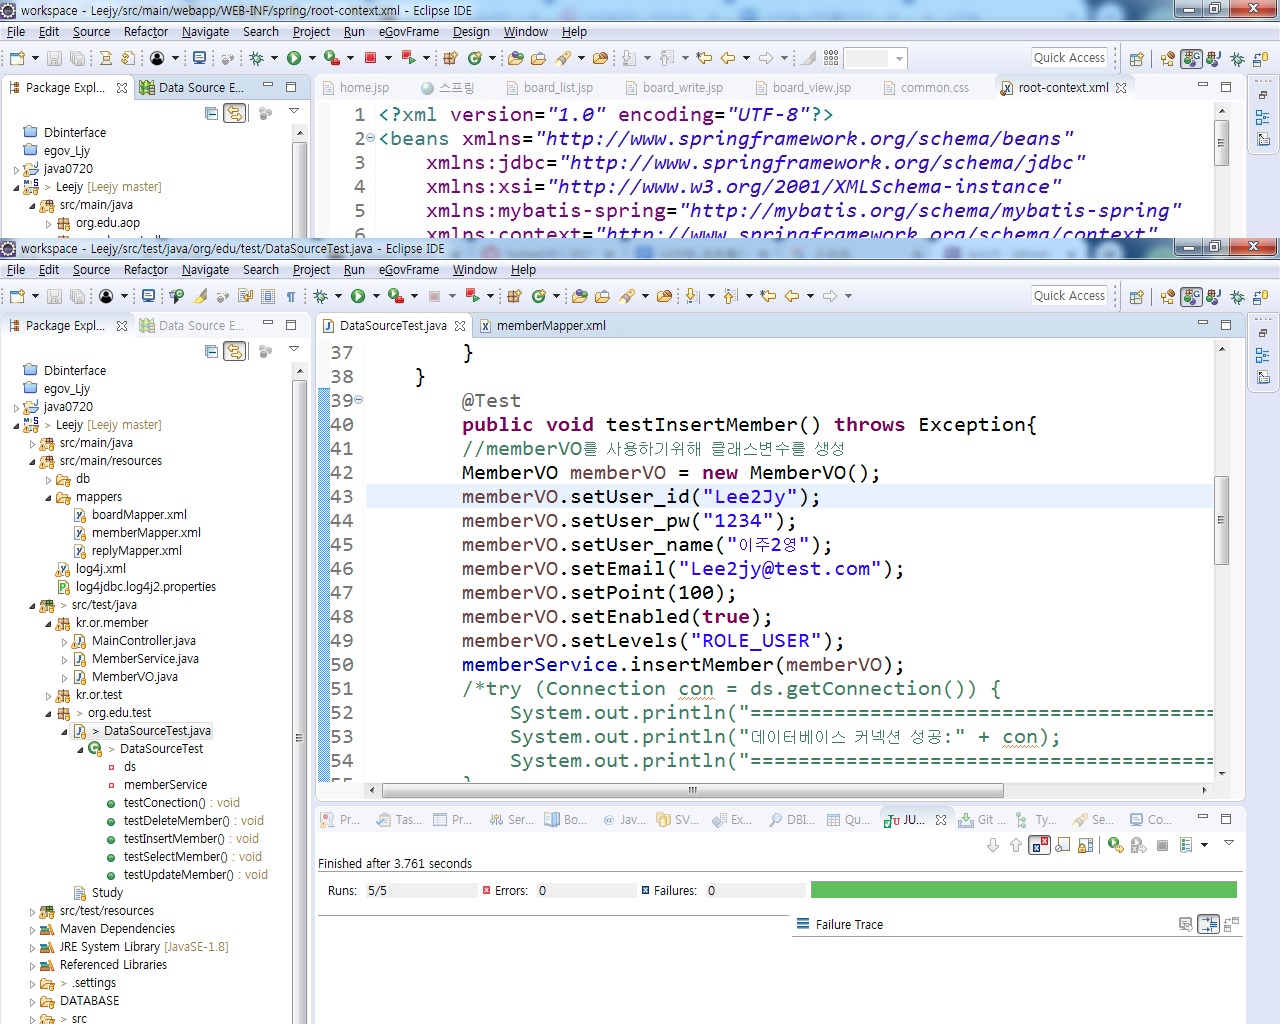 workspace - Leejy/src/main/webapp/WEB-INF/spring/root-context.xml - Eclipse IDE
File Edit Source Refactor Navigate Search Project Run eGovFrame Design Window Help
Quick Access
Package Expl... Data Source E...
home.jsp 스프링 board_list.jsp board_write.jsp board_view.jsp common.css root-context.xml
Dbinterface
egov_Ljy
java0720
> Leejy [Leejy master]
src/main/java
org.edu.aop
1 <?xml version="1.0" encoding="UTF-8"?>
2 <beans xmlns="http://www.springframework.org/schema/beans"
3 xmlns:jdbc="http://www.springframework.org/schema/jdbc"
4 xmlns:xsi="http://www.w3.org/2001/XMLSchema-instance"
5 xmlns:mybatis-spring="http://mybatis.org/schema/mybatis-spring"
6 xmlns:context="http://www.springframework.org/schema/context"
workspace - Leejy/src/test/java/org/edu/test/DataSourceTest.java - Eclipse IDE
File Edit Source Refactor Navigate Search Project Run eGovFrame Window Help
Quick Access
Package Expl... Data Source E...
DataSourceTest.java memberMapper.xml
Dbinterface
egov_Ljy
java0720
> Leejy [Leejy master]
src/main/java
src/main/resources
db
mappers
boardMapper.xml
memberMapper.xml
replyMapper.xml
log4j.xml
log4jdbc.log4j2.properties
> src/test/java
kr.or.member
MainController.java
MemberService.java
MemberVO.java
kr.or.test
> org.edu.test
> DataSourceTest.java
> DataSourceTest
ds
memberService
testConection() : void
testDeleteMember() : void
testInsertMember() : void
testSelectMember() : void
testUpdateMember() : void
Study
src/test/resources
Maven Dependencies
JRE System Library [JavaSE-1.8]
Referenced Libraries
> .settings
DATABASE
> src
37 }
38 }
39 @Test
40 public void testInsertMember() throws Exception{
41 //memberVO를 사용하기위해 클래스변수를 생성
42 MemberVO memberVO = new MemberVO();
43 memberVO.setUser_id("Lee2Jy");
44 memberVO.setUser_pw("1234");
45 memberVO.setUser_name("이주2영");
46 memberVO.setEmail("Lee2jy@test.com");
47 memberVO.setPoint(100);
48 memberVO.setEnabled(true);
49 memberVO.setLevels("ROLE_USER");
50 memberService.insertMember(memberVO);
51 /*try (Connection con = ds.getConnection()) {
52 System.out.println("=======================================
53 System.out.println("데이터베이스 커넥션 성공:" + con);
54 System.out.println("=======================================
55 }
Pr... Tas... Pr... Ser... Bo... Jav... SV... Ex... DBI... Qu... JU... Git ... Ty... Se... Co...
Finished after 3.761 seconds
Runs: 5/5 Errors: 0 Failures: 0
Failure Trace